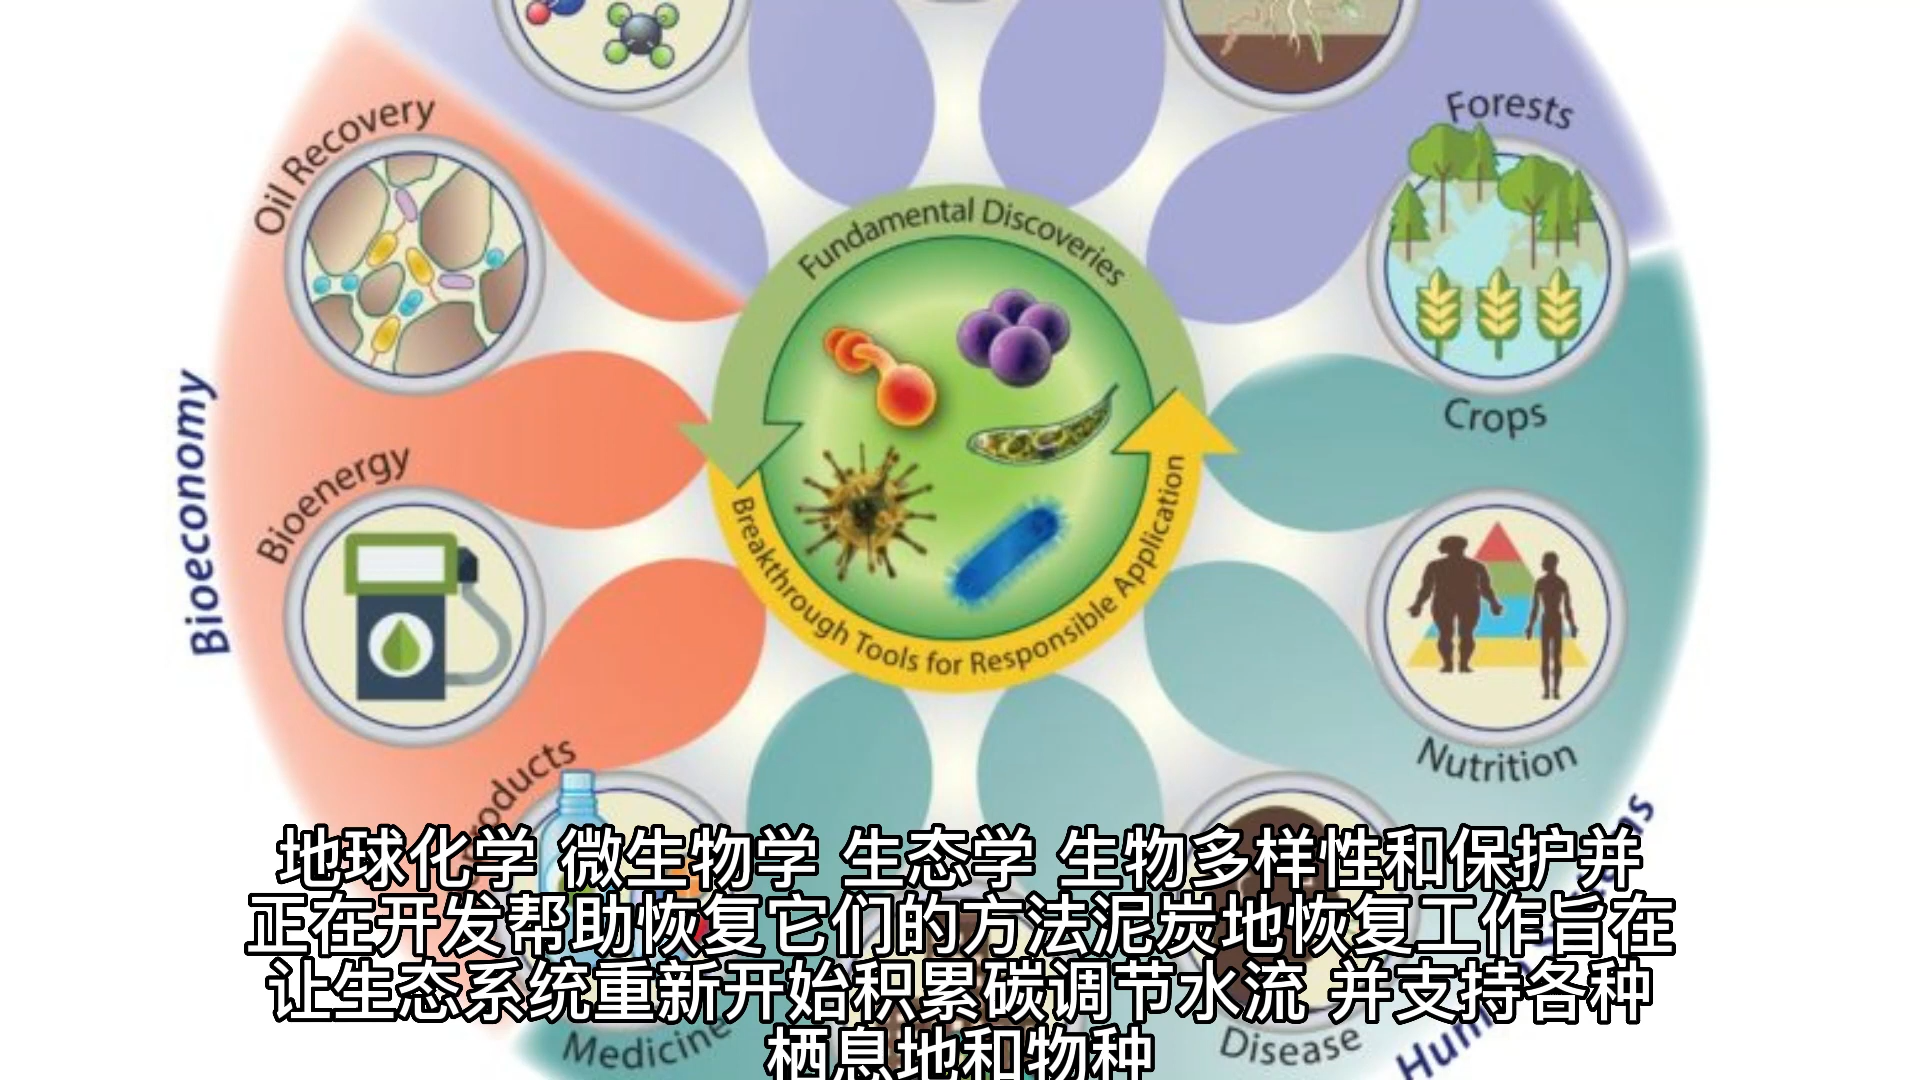 Oil Recovery
Forests
Fundamental Discoveries
Crops
Bioeconomy
Bioenergy
Breakthrough Tools for Responsible Application
Nutrition
地球化学 微生物学 生态学 生物多样性和保护并
正在开发帮助恢复它们的方法泥炭地恢复工作旨在
让生态系统重新开始积累碳调节水流 并支持各种
栖息地和物种
Medicine
Disease